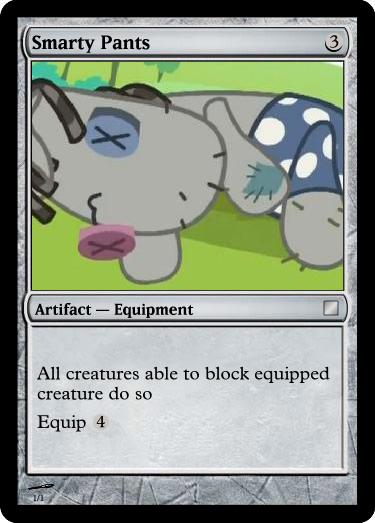 Smarty Pants 3
Artifact — Equipment
All creatures able to block equipped
creature do so
Equip 4
1/1